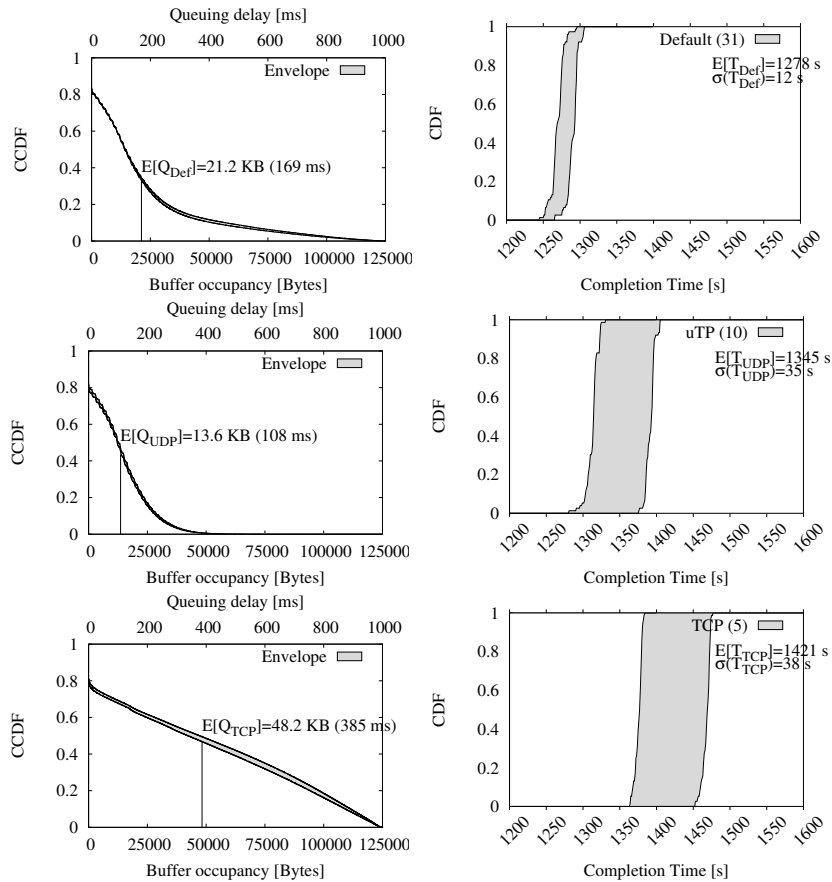 Queuing delay [ms]
0 200 400 600 800 1000
Envelope
CCDF
1
0.8
0.6
0.4
0.2
0
E[Q_Def]=21.2 KB (169 ms)
0 25000 50000 75000 100000 125000
Buffer occupancy [Bytes]
Default (31)
E[T_Def]=1278 s
σ(T_Def)=12 s
CDF
1
0.8
0.6
0.4
0.2
0
1200 1250 1300 1350 1400 1450 1500 1550 1600
Completion Time [s]
Queuing delay [ms]
0 200 400 600 800 1000
Envelope
CCDF
1
0.8
0.6
0.4
0.2
0
E[Q_UDP]=13.6 KB (108 ms)
0 25000 50000 75000 100000 125000
Buffer occupancy [Bytes]
uTP (10)
E[T_UDP]=1345 s
σ(T_UDP)=35 s
CDF
1
0.8
0.6
0.4
0.2
0
1200 1250 1300 1350 1400 1450 1500 1550 1600
Completion Time [s]
Queuing delay [ms]
0 200 400 600 800 1000
Envelope
CCDF
1
0.8
0.6
0.4
0.2
0
E[Q_TCP]=48.2 KB (385 ms)
0 25000 50000 75000 100000 125000
Buffer occupancy [Bytes]
TCP (5)
E[T_TCP]=1421 s
σ(T_TCP)=38 s
CDF
1
0.8
0.6
0.4
0.2
0
1200 1250 1300 1350 1400 1450 1500 1550 1600
Completion Time [s]